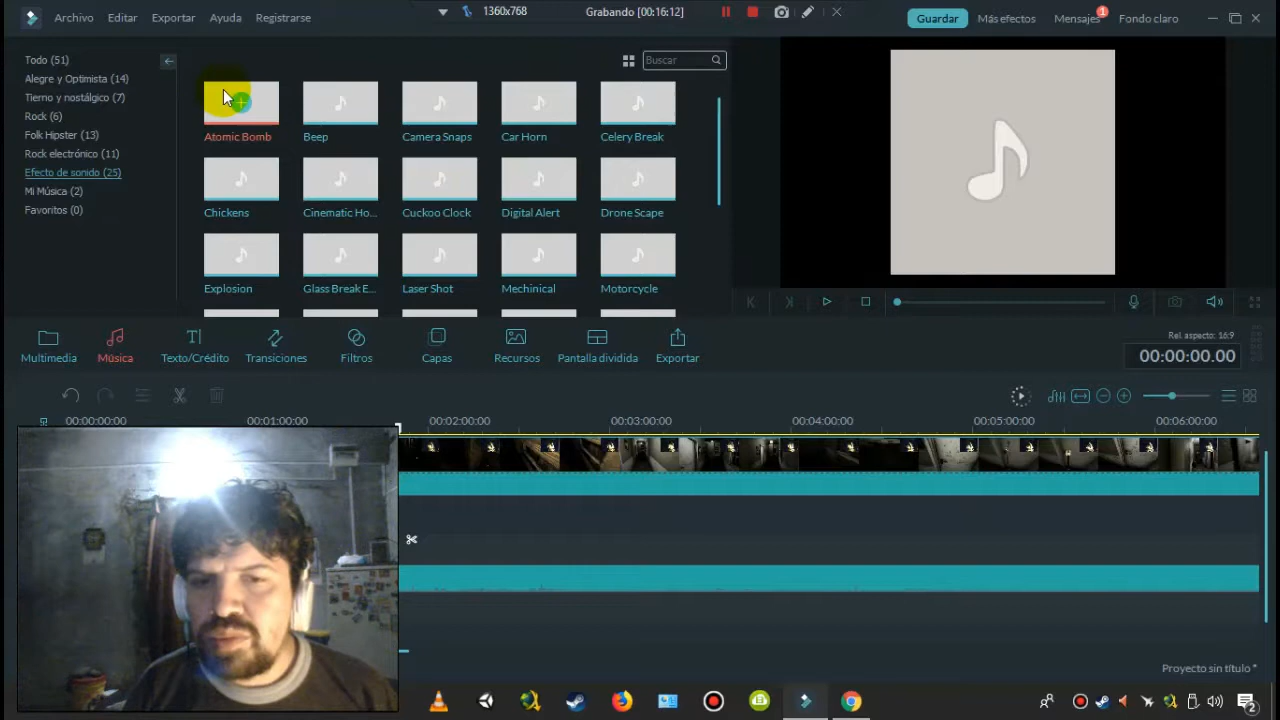 1360x768
Grabando [00:16:12]
Archivo Editar Exportar Ayuda Registrarse
Guardar Más efectos Mensajes 1 Fondo claro
Todo (51)
Alegre y Optimista (14)
Tierno y nostálgico (7)
Rock (6)
Folk Hipster (13)
Rock electrónico (11)
Efecto de sonido (25)
Mi Música (2)
Favoritos (0)
Buscar
Atomic Bomb Beep Camera Snaps Car Horn Celery Break
Chickens Cinematic Ho... Cuckoo Clock Digital Alert Drone Scape
Explosion Glass Break E... Laser Shot Mechinical Motorcycle
Multimedia Música Texto/Crédito Transiciones Filtros Capas Recursos Pantalla dividida Exportar
Rel. aspecto: 16:9
00:00:00.00
00:00:00:00 00:01:00:00 00:02:00:00 00:03:00:00 00:04:00:00 00:05:00:00 00:06:00:00
Proyecto sin título *
2